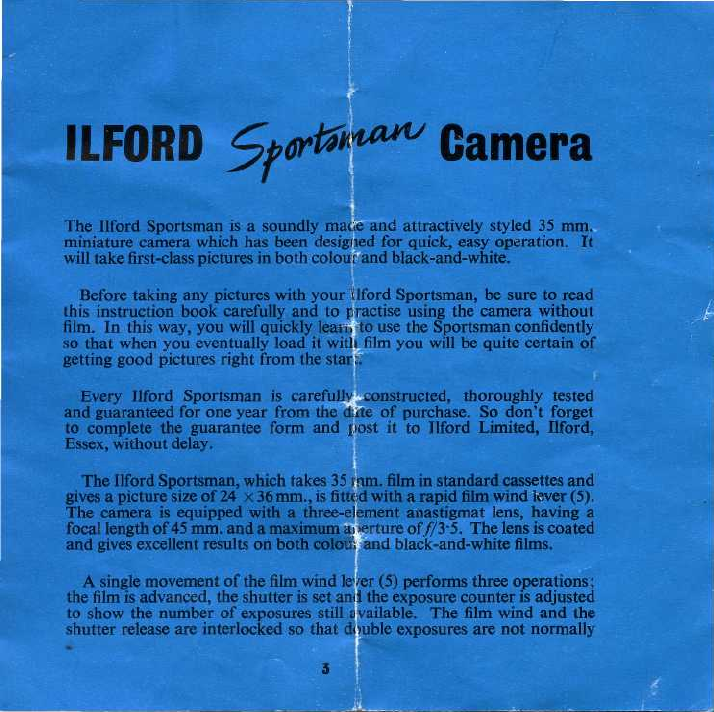 ILFORD Sportsman Camera
The Ilford Sportsman is a soundly made and attractively styled 35 mm.
miniature camera which has been designed for quick, easy operation. It
will take first-class pictures in both colour and black-and-white.
Before taking any pictures with your Ilford Sportsman, be sure to read
this instruction book carefully and to practise using the camera without
film. In this way, you will quickly learn to use the Sportsman confidently
so that when you eventually load it with film you will be quite certain of
getting good pictures right from the start.
Every Ilford Sportsman is carefully constructed, thoroughly tested
and guaranteed for one year from the date of purchase. So don't forget
to complete the guarantee form and post it to Ilford Limited, Ilford,
Essex, without delay.
The Ilford Sportsman, which takes 35 mm. film in standard cassettes and
gives a picture size of 24 × 36 mm., is fitted with a rapid film wind lever (5).
The camera is equipped with a three-element anastigmat lens, having a
focal length of 45 mm. and a maximum aperture of f/3·5. The lens is coated
and gives excellent results on both colour and black-and-white films.
A single movement of the film wind lever (5) performs three operations;
the film is advanced, the shutter is set and the exposure counter is adjusted
to show the number of exposures still available. The film wind and the
shutter release are interlocked so that double exposures are not normally
3